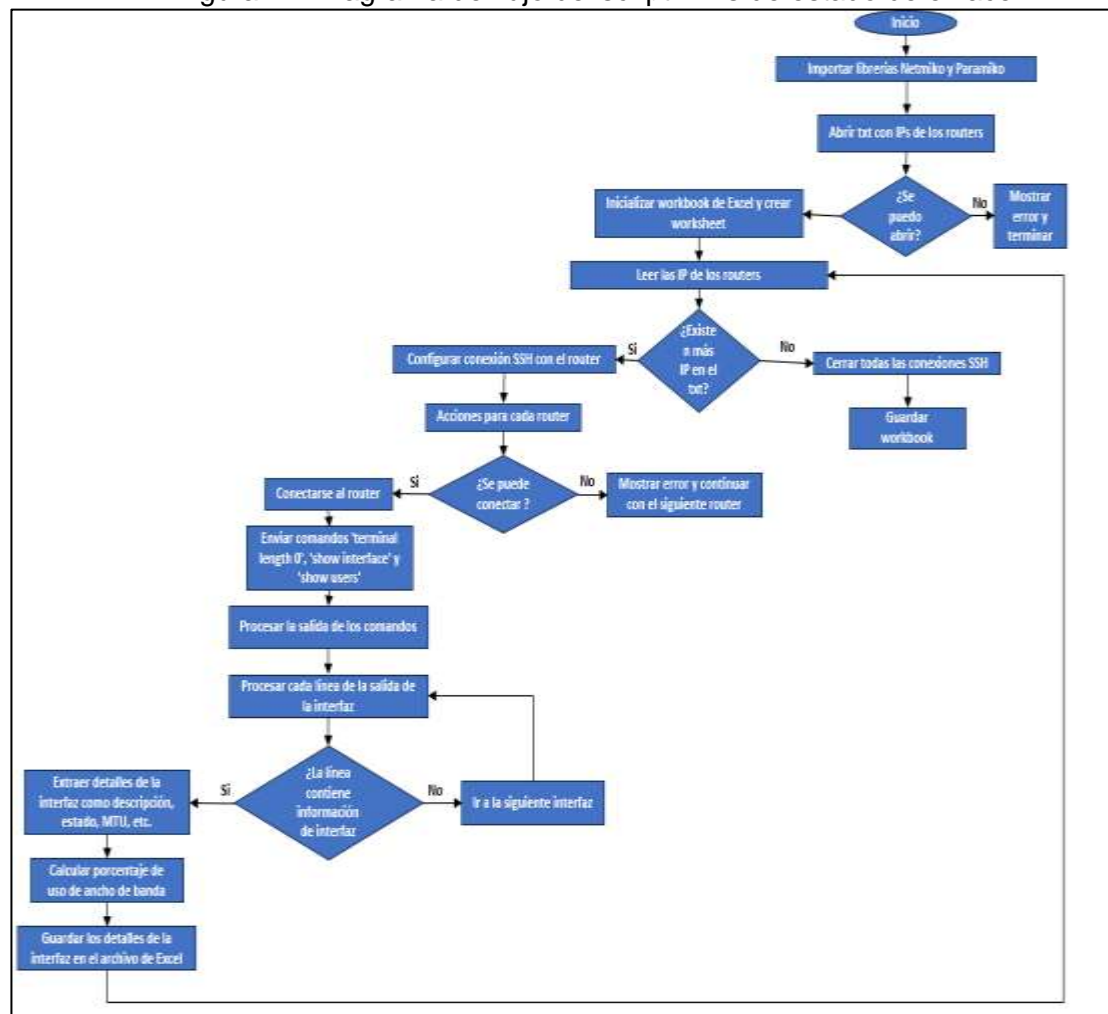 Inicio
Importar librerías Netmiko y Paramiko
Abrir txt con IPs de los routers
¿Se
puedo
abrir?
No
Mostrar
error y
terminar
Inicializar workbook de Excel y crear
worksheet
Leer las IP de los routers
¿Existe
n más
IP en el
txt?
Si
No
Configurar conexión SSH con el router
Cerrar todas las conexiones SSH
Acciones para cada router
Guardar
workbook
¿Se puede
conectar ?
Si
No
Conectarse al router
Mostrar error y continuar
con el siguiente router
Enviar comandos 'terminal
length 0', 'show interface' y
'show users'
Procesar la salida de los comandos
Procesar cada línea de la salida de
la interfaz
¿La línea
contiene
información
de interfaz
Si
No
Extraer detalles de la
interfaz como descripción,
estado, MTU, etc.
Ir a la siguiente interfaz
Calcular porcentaje de
uso de ancho de banda
Guardar los detalles de la
interfaz en el archivo de Excel